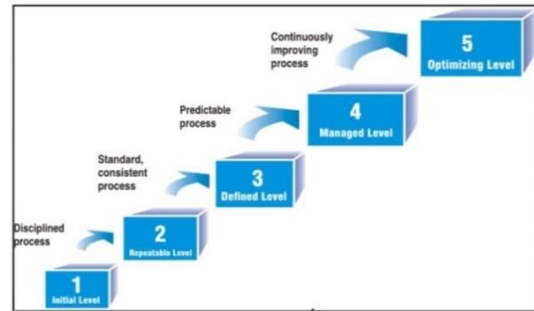 Continuously
improving
process
5
Optimizing Level
Predictable
process
4
Managed Level
Standard,
consistent
process
3
Defined Level
Disciplined
process
2
Repeatable Level
1
Initial Level